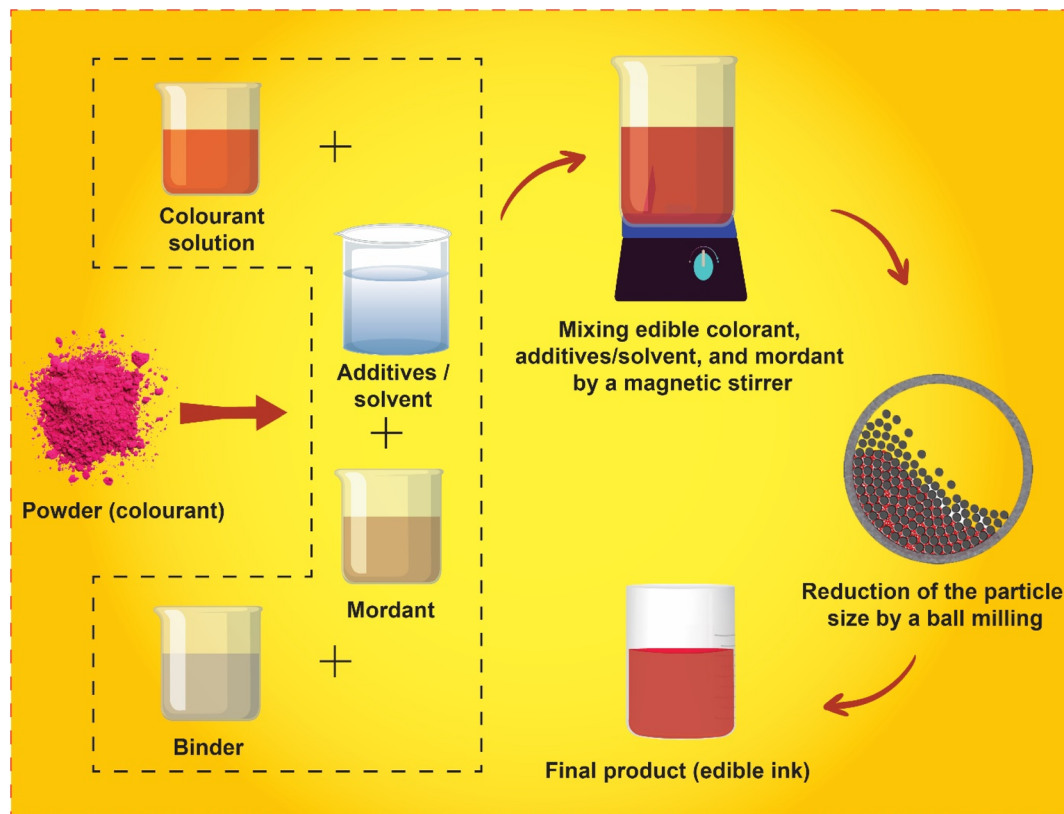 Colourant
solution
Additives /
solvent
Powder (colourant)
Mordant
Binder
Mixing edible colorant,
additives/solvent, and mordant
by a magnetic stirrer
Reduction of the particle
size by a ball milling
Final product (edible ink)